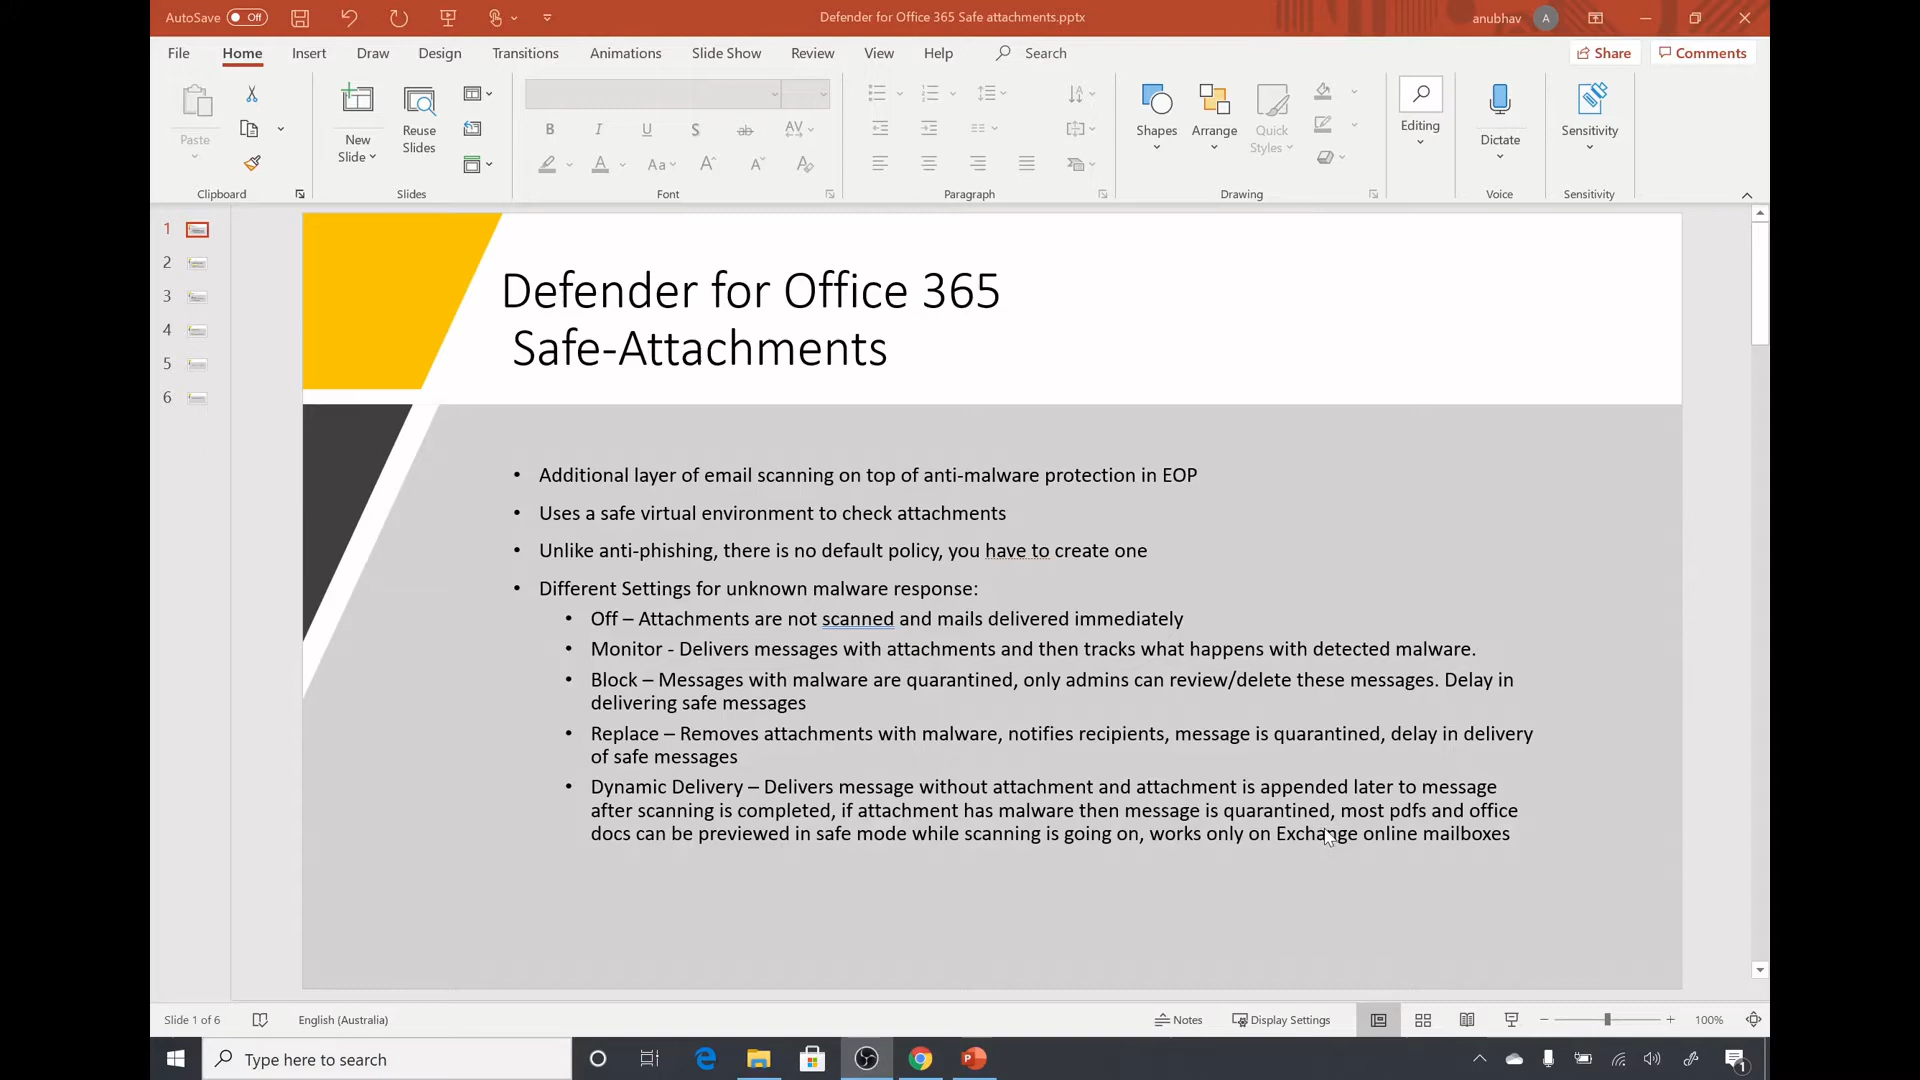 AutoSave Off
Defender for Office 365 Safe attachments.pptx
anubhav A
File Home Insert Draw Design Transitions Animations Slide Show Review View Help Search Share Comments
Paste
New Slide
Reuse Slides
B I U S ab AV
A Aa A A A
Shapes
Arrange
Quick Styles
Editing
Dictate
Sensitivity
Clipboard Slides Font Paragraph Drawing Voice Sensitivity
1
2
3
4
5
6
Defender for Office 365
Safe-Attachments
• Additional layer of email scanning on top of anti-malware protection in EOP
• Uses a safe virtual environment to check attachments
• Unlike anti-phishing, there is no default policy, you have to create one
• Different Settings for unknown malware response:
• Off – Attachments are not scanned and mails delivered immediately
• Monitor - Delivers messages with attachments and then tracks what happens with detected malware.
• Block – Messages with malware are quarantined, only admins can review/delete these messages. Delay in
delivering safe messages
• Replace – Removes attachments with malware, notifies recipients, message is quarantined, delay in delivery
of safe messages
• Dynamic Delivery – Delivers message without attachment and attachment is appended later to message
after scanning is completed, if attachment has malware then message is quarantined, most pdfs and office
docs can be previewed in safe mode while scanning is going on, works only on Exchange online mailboxes
Slide 1 of 6 English (Australia) Notes Display Settings 100%
Type here to search
1